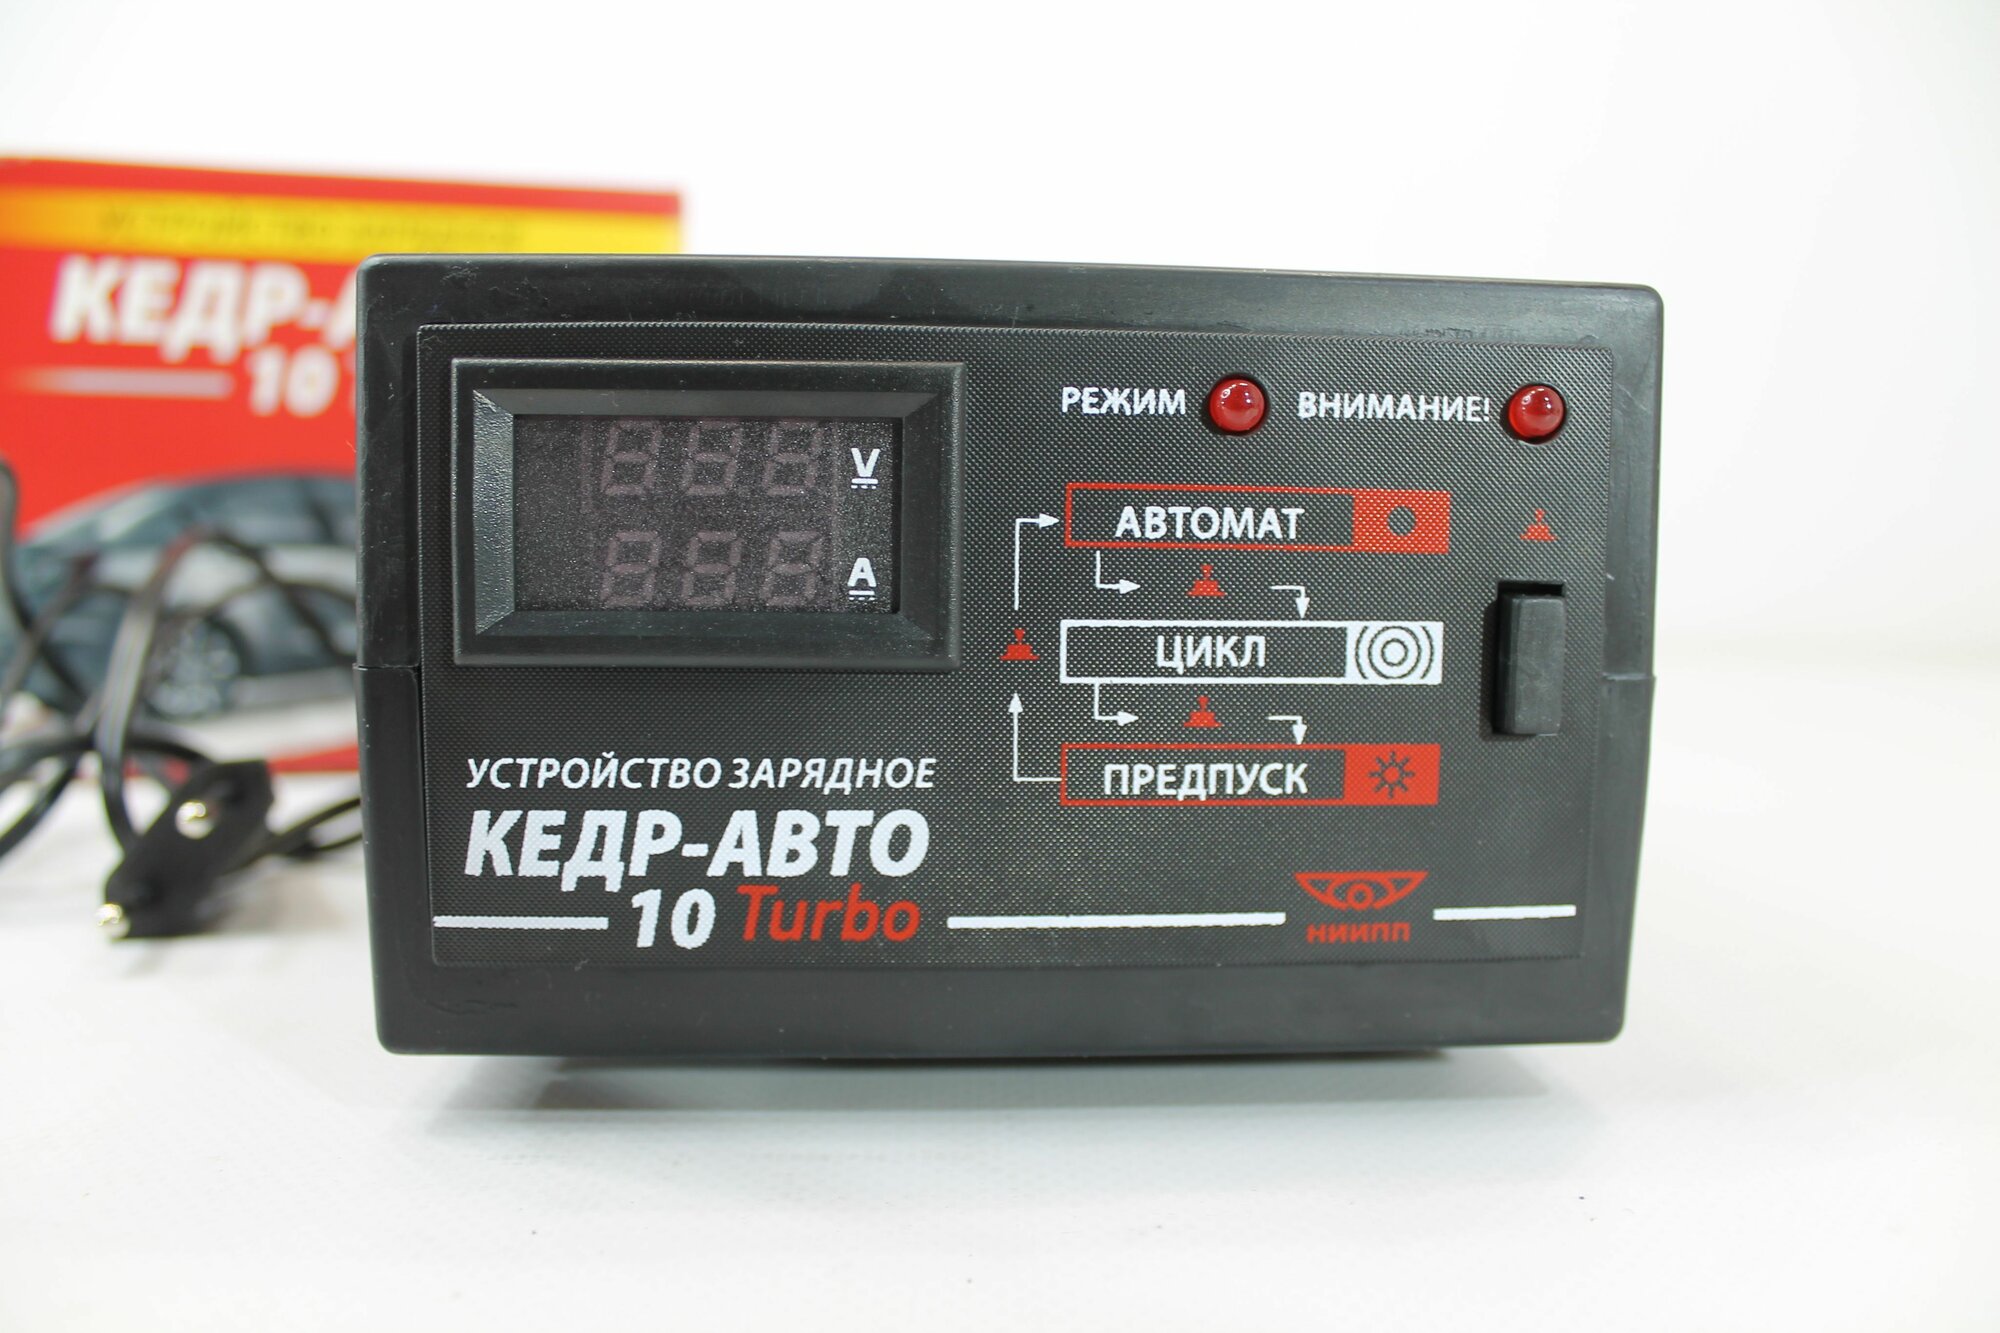 КЕДР-А
10
V
A
РЕЖИМ
ВНИМАНИЕ!
АВТОМАТ
ЦИКЛ
ПРЕДПУСК
УСТРОЙСТВО ЗАРЯДНОЕ
КЕДР-АВТО
10 Turbo
НИИПП